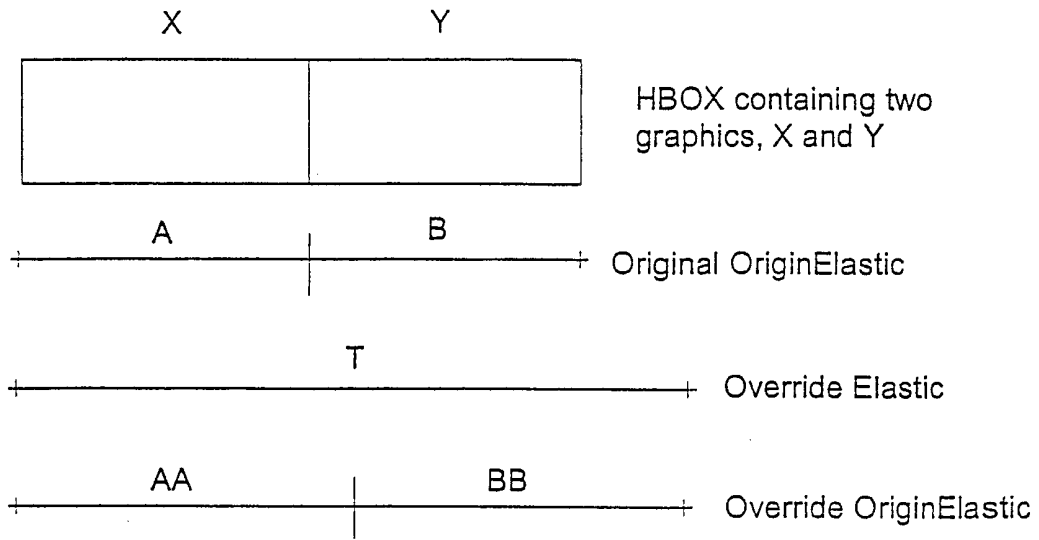 X Y
HBOX containing two
graphics, X and Y
A B
Original OriginElastic
T
Override Elastic
AA BB
Override OriginElastic